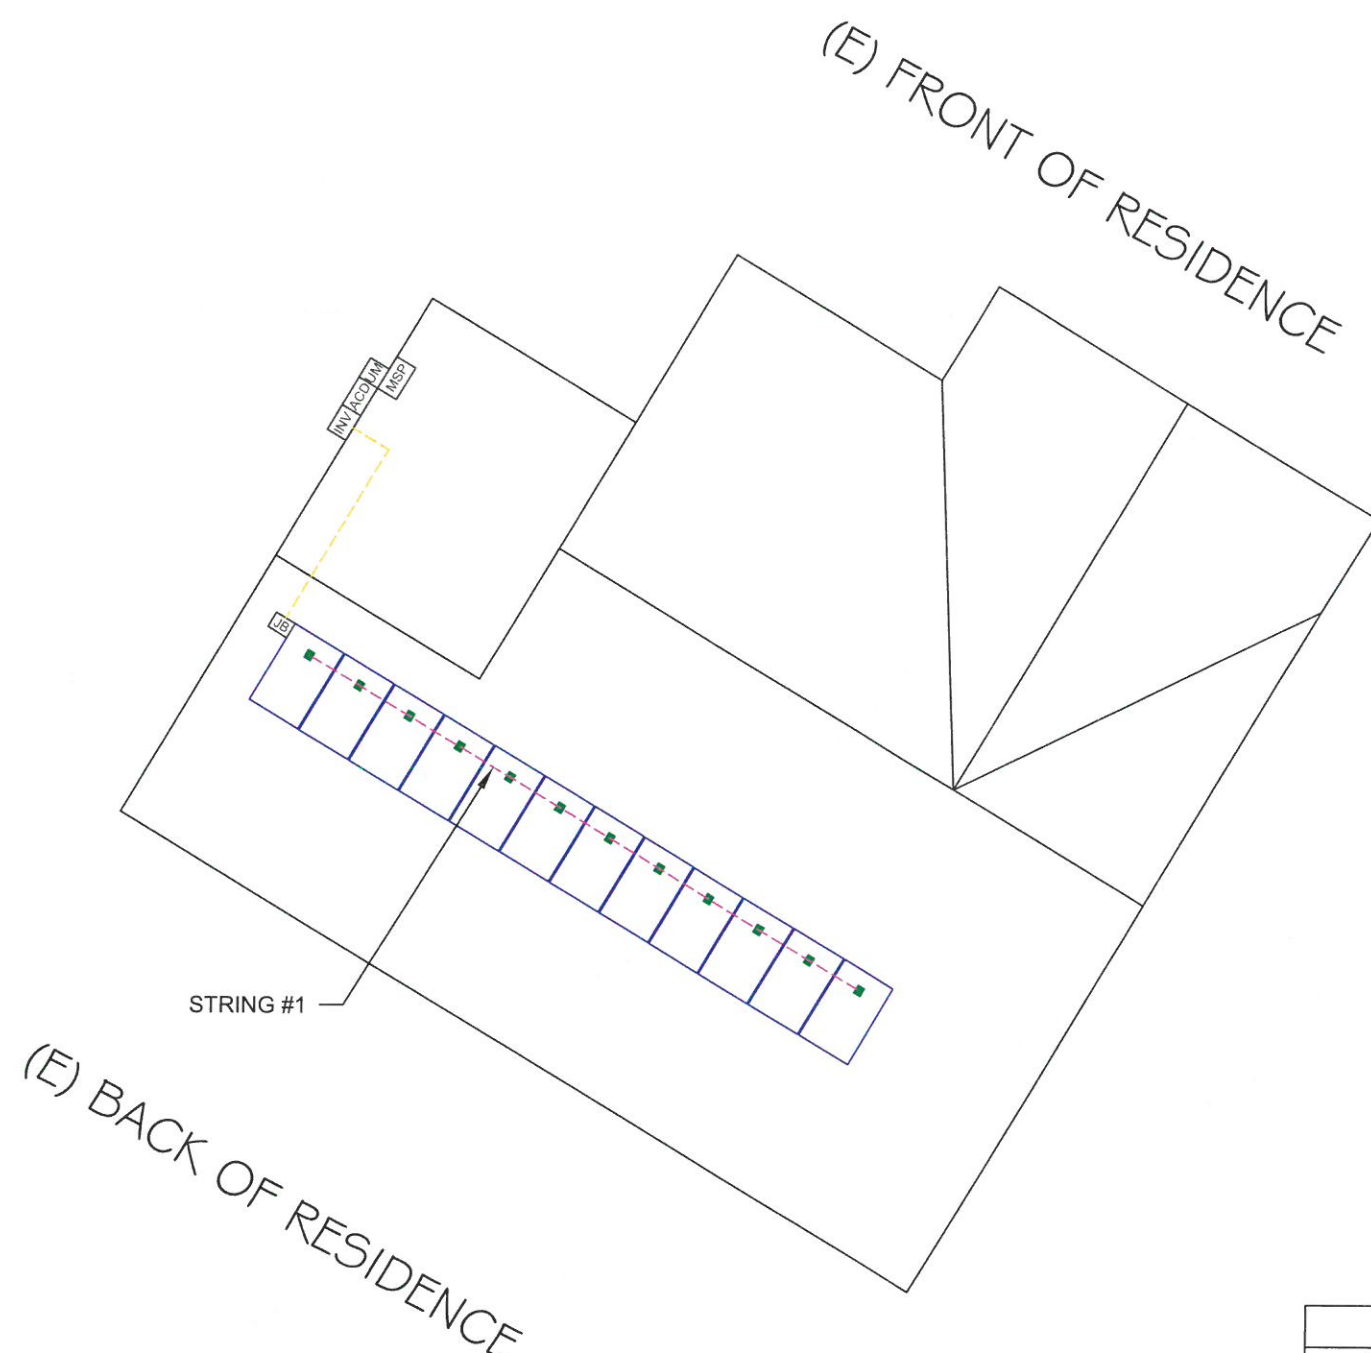 (E) FRONT OF RESIDENCE
UM
MSP
ACD
INV
JB
STRING #1
(E) BACK OF RESIDENCE